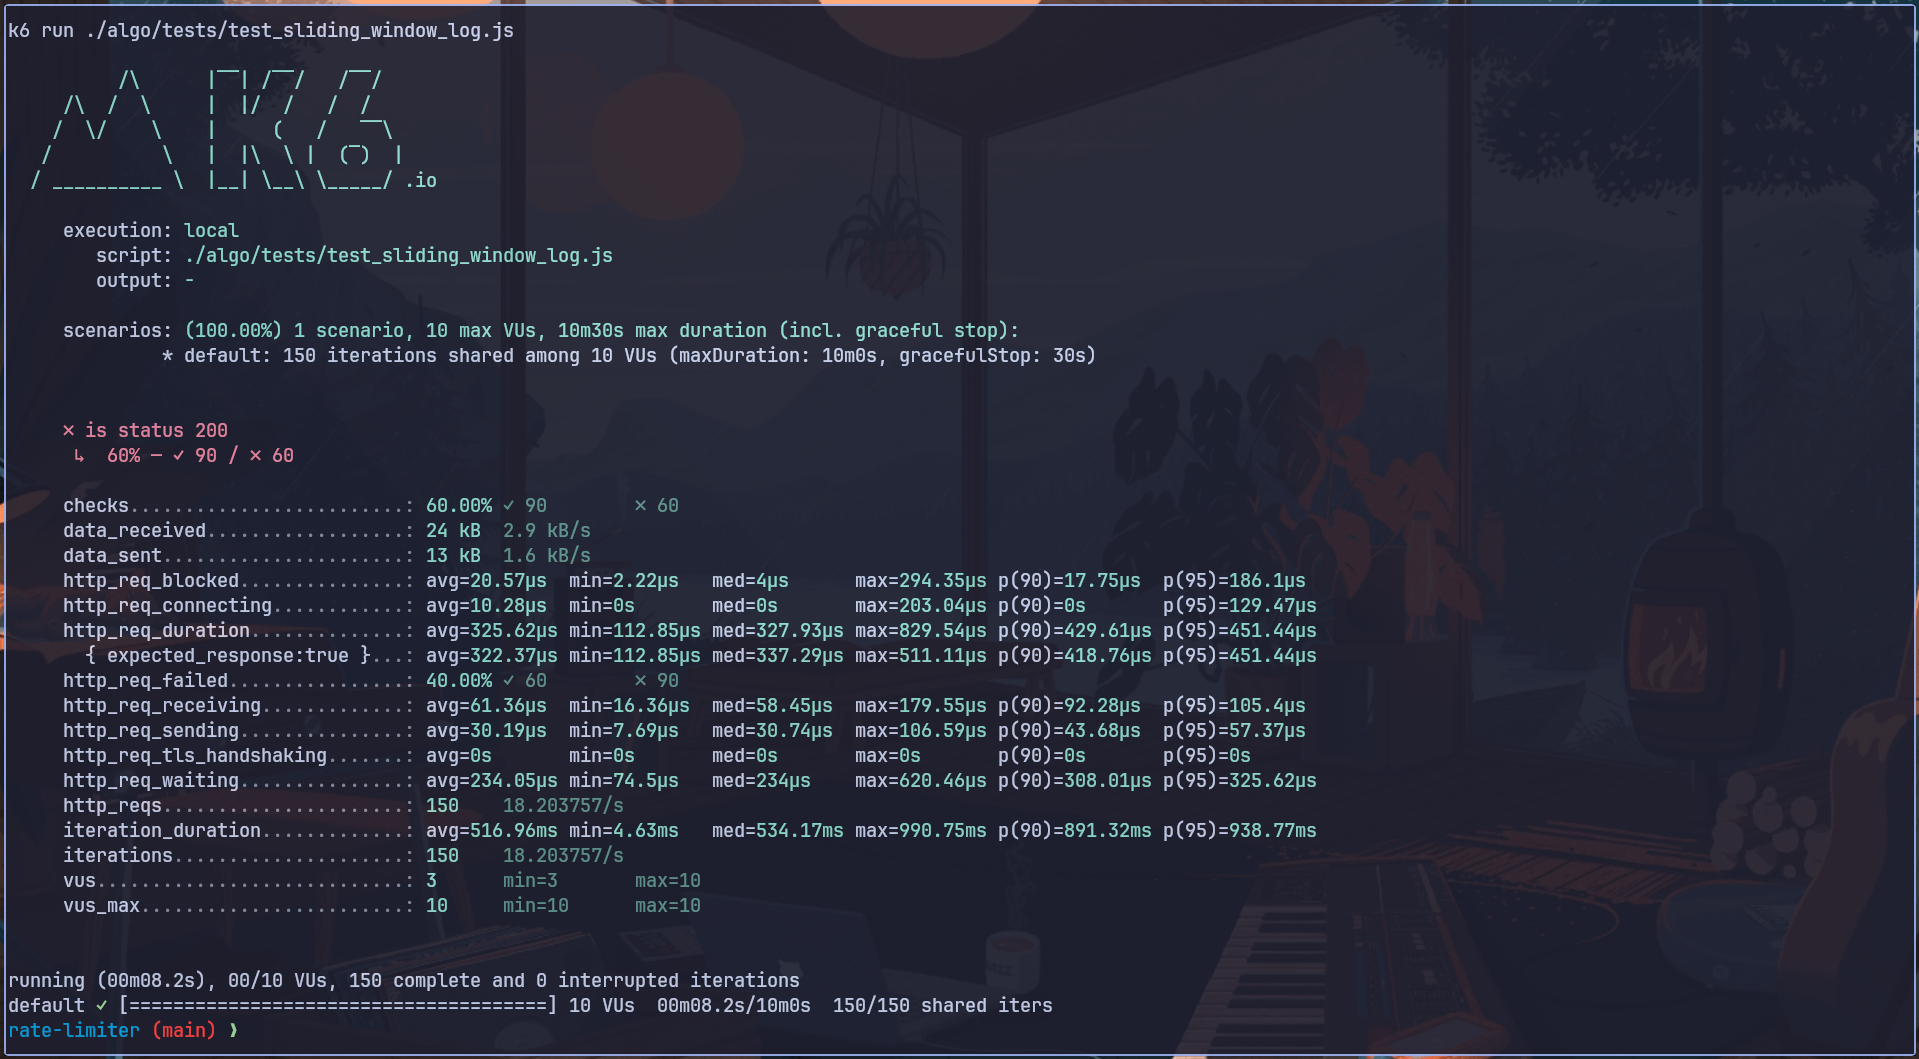 k6 run ./algo/tests/test_sliding_window_log.js
          /\      |‾‾| /‾‾/   /‾‾/
     /\  /  \     |  |/  /   /  /
    /  \/    \    |     (   /   ‾‾\
   /          \   |  |\  \ |  (‾)  |
  / __________ \  |__| \__\ \_____/ .io
     execution: local
        script: ./algo/tests/test_sliding_window_log.js
        output: -
     scenarios: (100.00%) 1 scenario, 10 max VUs, 10m30s max duration (incl. graceful stop):
              * default: 150 iterations shared among 10 VUs (maxDuration: 10m0s, gracefulStop: 30s)
     ✗ is status 200
      ↳  60% — ✓ 90 / ✗ 60
     checks.........................: 60.00% ✓ 90        ✗ 60
     data_received..................: 24 kB  2.9 kB/s
     data_sent......................: 13 kB  1.6 kB/s
     http_req_blocked...............: avg=20.57µs  min=2.22µs   med=4µs      max=294.35µs p(90)=17.75µs  p(95)=186.1µs
     http_req_connecting............: avg=10.28µs  min=0s       med=0s       max=203.04µs p(90)=0s       p(95)=129.47µs
     http_req_duration..............: avg=325.62µs min=112.85µs med=327.93µs max=829.54µs p(90)=429.61µs p(95)=451.44µs
       { expected_response:true }...: avg=322.37µs min=112.85µs med=337.29µs max=511.11µs p(90)=418.76µs p(95)=451.44µs
     http_req_failed................: 40.00% ✓ 60        ✗ 90
     http_req_receiving.............: avg=61.36µs  min=16.36µs  med=58.45µs  max=179.55µs p(90)=92.28µs  p(95)=105.4µs
     http_req_sending...............: avg=30.19µs  min=7.69µs   med=30.74µs  max=106.59µs p(90)=43.68µs  p(95)=57.37µs
     http_req_tls_handshaking.......: avg=0s       min=0s       med=0s       max=0s       p(90)=0s       p(95)=0s
     http_req_waiting...............: avg=234.05µs min=74.5µs   med=234µs    max=620.46µs p(90)=308.01µs p(95)=325.62µs
     http_reqs......................: 150    18.203757/s
     iteration_duration.............: avg=516.96ms min=4.63ms   med=534.17ms max=990.75ms p(90)=891.32ms p(95)=938.77ms
     iterations.....................: 150    18.203757/s
     vus............................: 3      min=3       max=10
     vus_max........................: 10     min=10      max=10
running (00m08.2s), 00/10 VUs, 150 complete and 0 interrupted iterations
default ✓ [======================================] 10 VUs  00m08.2s/10m0s  150/150 shared iters
rate-limiter (main) ❱